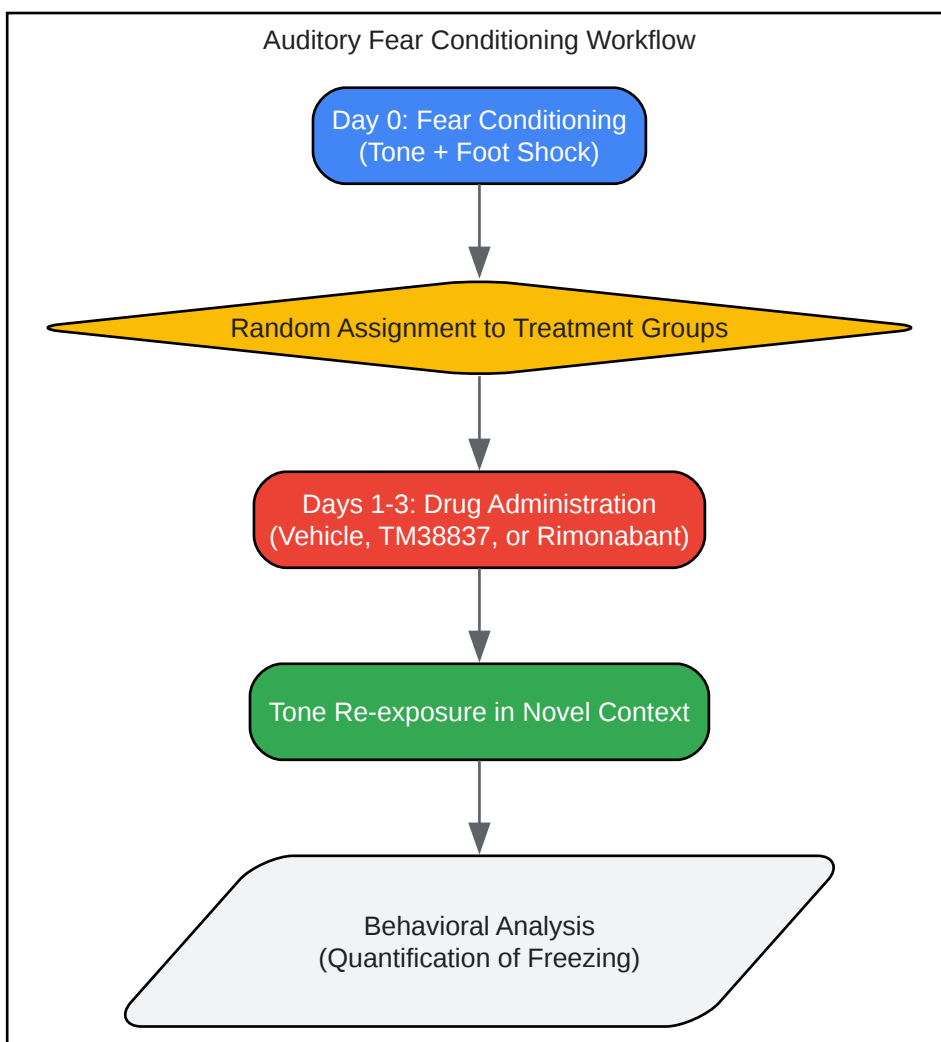 Auditory Fear Conditioning Workflow
Day 0: Fear Conditioning
(Tone + Foot Shock)
Random Assignment to Treatment Groups
Days 1-3: Drug Administration
(Vehicle, TM38837, or Rimonabant)
Tone Re-exposure in Novel Context
Behavioral Analysis
(Quantification of Freezing)